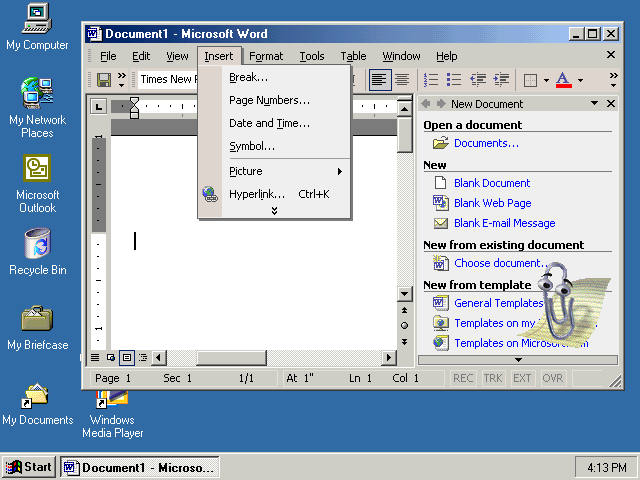 My Computer
My Network
Places
Microsoft
Outlook
Recycle Bin
My Briefcase
My Documents
Windows
Media Player
Document1 - Microsoft Word
File Edit View Insert Format Tools Table Window Help
Times New
Break...
Page Numbers...
Date and Time...
Symbol...
Picture
Hyperlink... Ctrl+K
New Document
Open a document
Documents...
New
Blank Document
Blank Web Page
Blank E-mail Message
New from existing document
Choose document...
New from template
General Templates
Templates on my
Templates on Microsoft
Page 1 Sec 1 1/1 At 1" Ln 1 Col 1 REC TRK EXT OVR
Start
Document1 - Microso...
4:13 PM